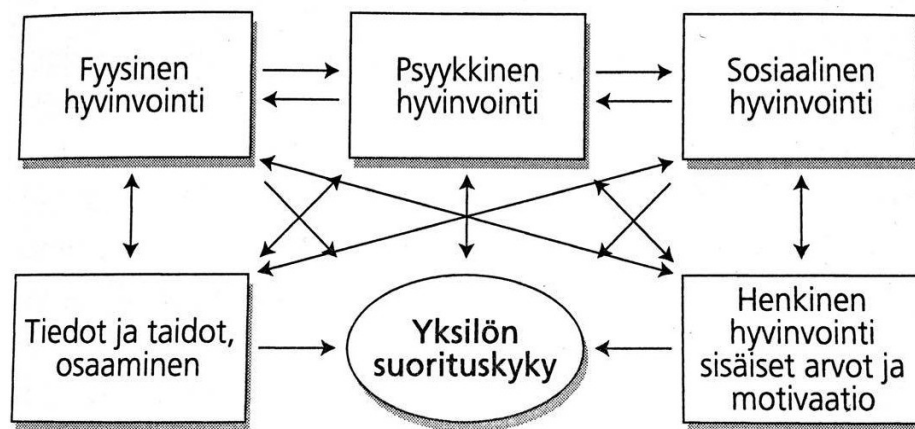 Fyysinen
hyvinvointi
Psyykkinen
hyvinvointi
Sosiaalinen
hyvinvointi
Tiedot ja taidot,
osaaminen
Yksilön
suorituskyky
Henkinen
hyvinvointi
sisäiset arvot ja
motivaatio